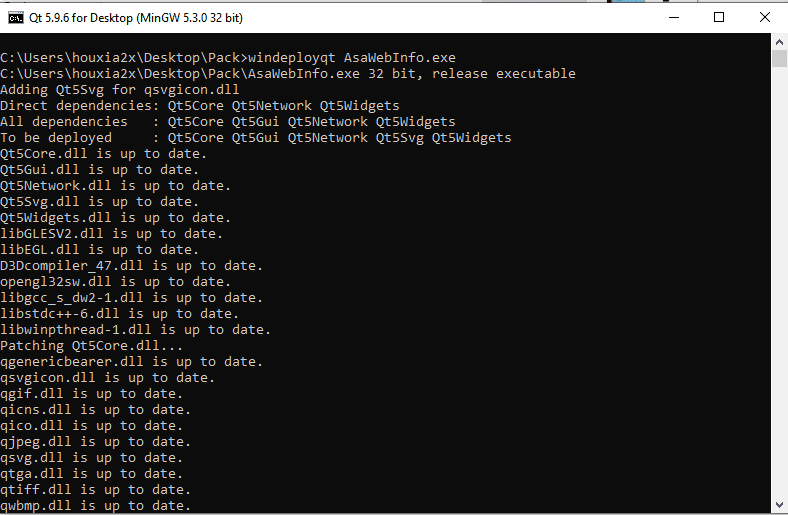 Qt 5.9.6 for Desktop (MinGW 5.3.0 32 bit)
C:\Users\houxia2x\Desktop\Pack>windeployqt AsaWebInfo.exe
C:\Users\houxia2x\Desktop\Pack\AsaWebInfo.exe 32 bit, release executable
Adding Qt5Svg for qsvgicon.dll
Direct dependencies: Qt5Core Qt5Network Qt5Widgets
All dependencies   : Qt5Core Qt5Gui Qt5Network Qt5Widgets
To be deployed     : Qt5Core Qt5Gui Qt5Network Qt5Svg Qt5Widgets
Qt5Core.dll is up to date.
Qt5Gui.dll is up to date.
Qt5Network.dll is up to date.
Qt5Svg.dll is up to date.
Qt5Widgets.dll is up to date.
libGLESV2.dll is up to date.
libEGL.dll is up to date.
D3Dcompiler_47.dll is up to date.
opengl32sw.dll is up to date.
libgcc_s_dw2-1.dll is up to date.
libstdc++-6.dll is up to date.
libwinpthread-1.dll is up to date.
Patching Qt5Core.dll...
qgenericbearer.dll is up to date.
qsvgicon.dll is up to date.
qgif.dll is up to date.
qicns.dll is up to date.
qico.dll is up to date.
qjpeg.dll is up to date.
qsvg.dll is up to date.
qtga.dll is up to date.
qtiff.dll is up to date.
qwbmp.dll is up to date.